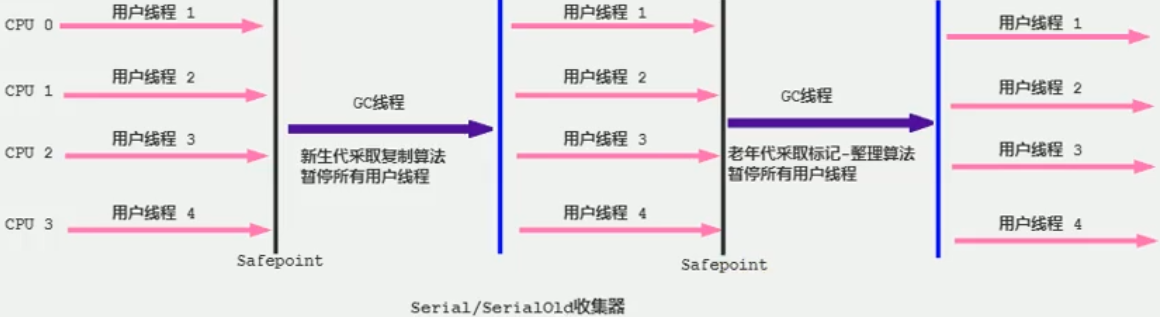 CPU 0
用户线程 1
用户线程 1
用户线程 1
CPU 1
用户线程 2
用户线程 2
用户线程 2
GC线程
GC线程
CPU 2
用户线程 3
用户线程 3
用户线程 3
新生代采取复制算法
暂停所有用户线程
老年代采取标记-整理算法
暂停所有用户线程
CPU 3
用户线程 4
用户线程 4
用户线程 4
Safepoint
Safepoint
Serial/SerialOld收集器